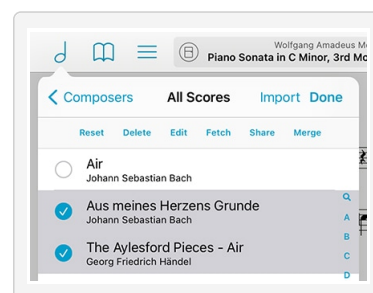 B
Wolfgang Amadeus M
Piano Sonata in C Minor, 3rd Mo
Composers All Scores Import Done
Reset Delete Edit Fetch Share Merge
Air
Johann Sebastian Bach
Aus meines Herzens Grunde
Johann Sebastian Bach
The Aylesford Pieces - Air
Georg Friedrich Händel
A
B
C
D